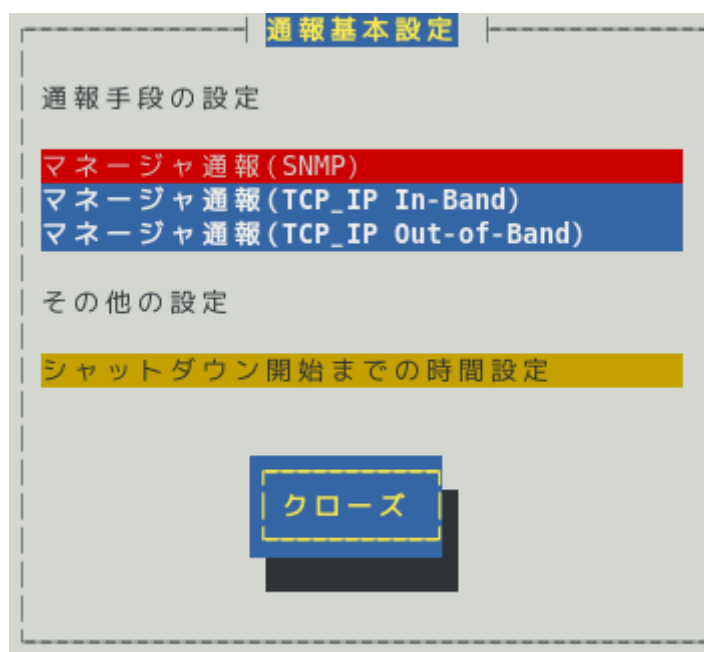 通報基本設定
通報手段の設定
マネージャ通報(SNMP)
マネージャ通報(TCP_IP In-Band)
マネージャ通報(TCP_IP Out-of-Band)
その他の設定
シャットダウン開始までの時間設定
クローズ